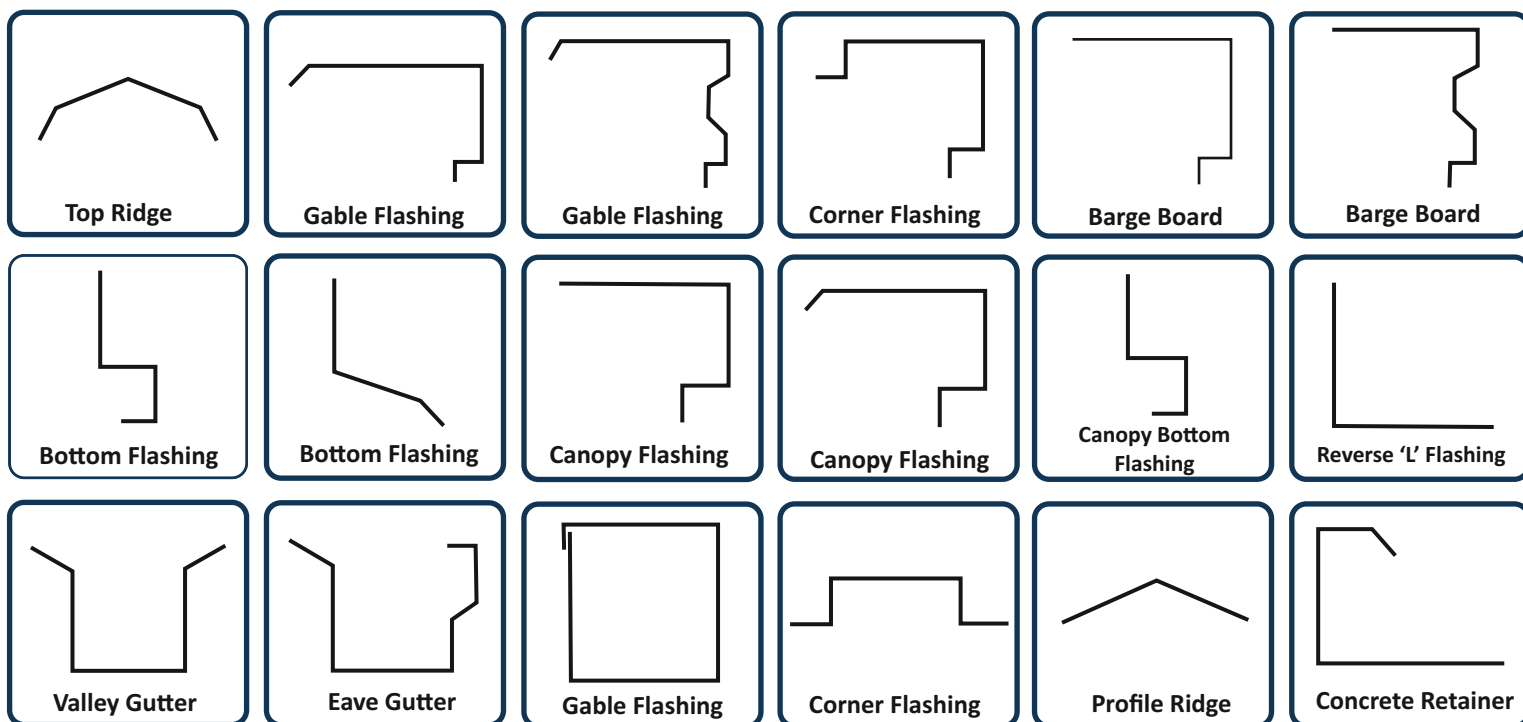 Top Ridge
Gable Flashing
Gable Flashing
Corner Flashing
Barge Board
Barge Board
Bottom Flashing
Bottom Flashing
Canopy Flashing
Canopy Flashing
Canopy Bottom
Flashing
Reverse ‘L’ Flashing
Valley Gutter
Eave Gutter
Gable Flashing
Corner Flashing
Profile Ridge
Concrete Retainer